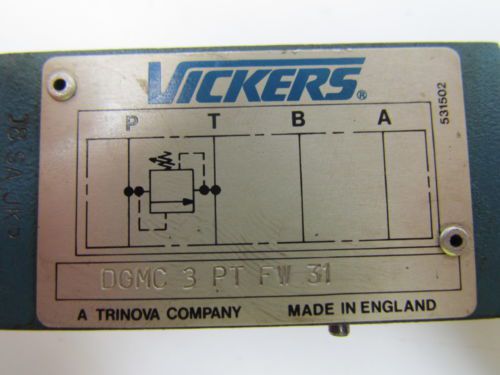 VICKERS®
P T B A
531502
DGMC 3 PT FW 31
A TRINOVA COMPANY MADE IN ENGLAND